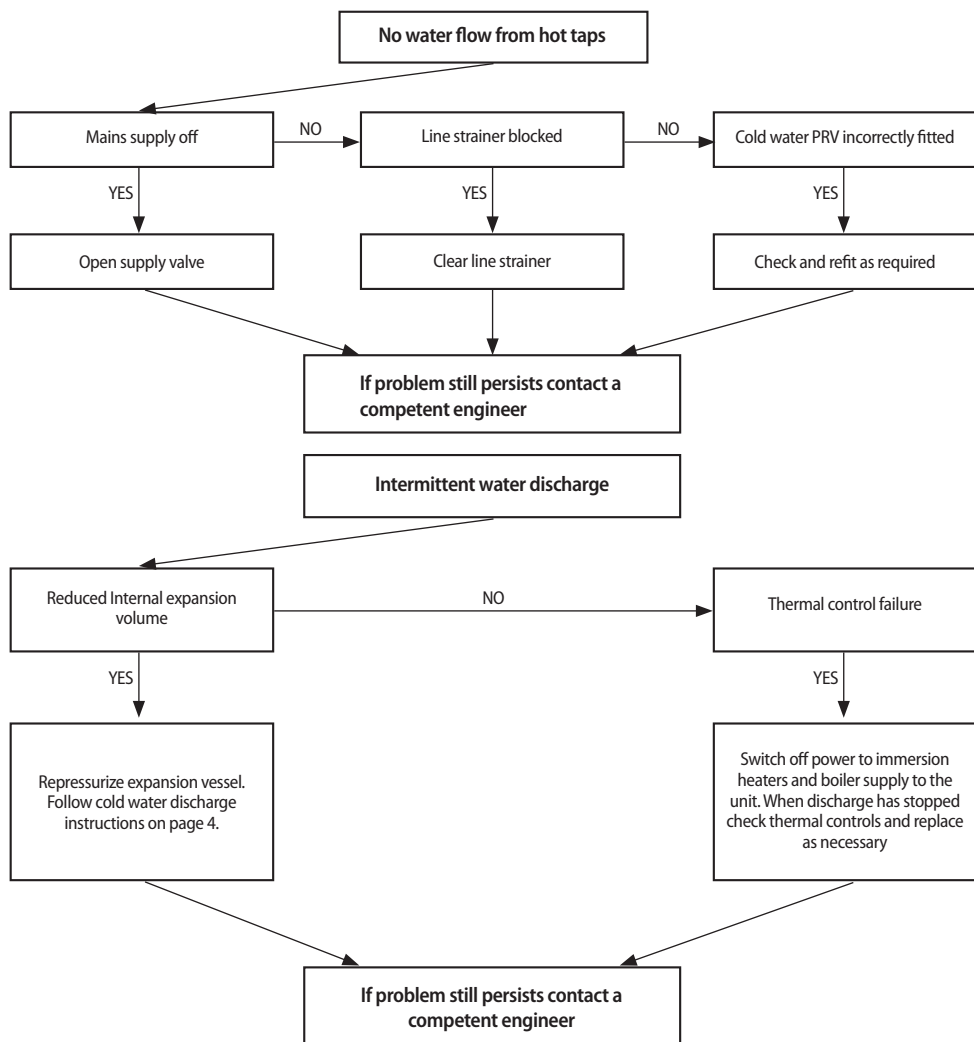 No water flow from hot taps
Mains supply off
NO
Line strainer blocked
NO
Cold water PRV incorrectly fitted
YES
YES
YES
Open supply valve
Clear line strainer
Check and refit as required
If problem still persists contact a
competent engineer
Intermittent water discharge
Reduced Internal expansion
volume
NO
Thermal control failure
YES
YES
Repressurize expansion vessel.
Follow cold water discharge
instructions on page 4.
Switch off power to immersion
heaters and boiler supply to the
unit. When discharge has stopped
check thermal controls and replace
as necessary
If problem still persists contact a
competent engineer